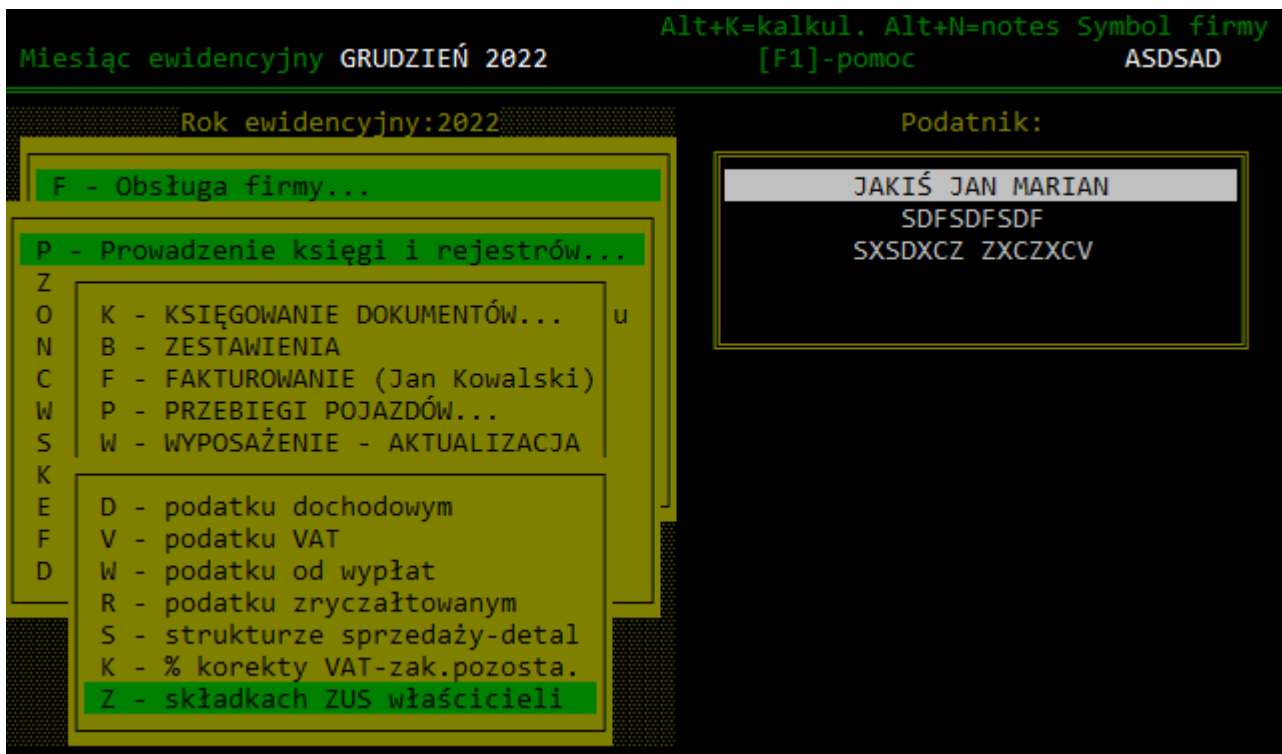 Alt+K=kalkul. Alt+N=notes Symbol firmy
Miesiąc ewidencyjny GRUDZIEŃ 2022 [F1]-pomoc ASDSAD
Rok ewidencyjny:2022
F - Obsługa firmy...
P - Prowadzenie księgi i rejestrów...
Z
O K - KSIĘGOWANIE DOKUMENTÓW... u
N B - ZESTAWIENIA
C F - FAKTUROWANIE (Jan Kowalski)
W P - PRZEBIEGI POJAZDÓW...
S W - WYPOSAŻENIE - AKTUALIZACJA
K
E D - podatku dochodowym
F V - podatku VAT
D W - podatku od wypłat
R - podatku zryczałtowanym
S - strukturze sprzedaży-detal
K - % korekty VAT-zak.pozosta.
Z - składkach ZUS właścicieli
Podatnik:
JAKIŚ JAN MARIAN
SDFSDFSDF
SXSDXCZ ZXCZXCV